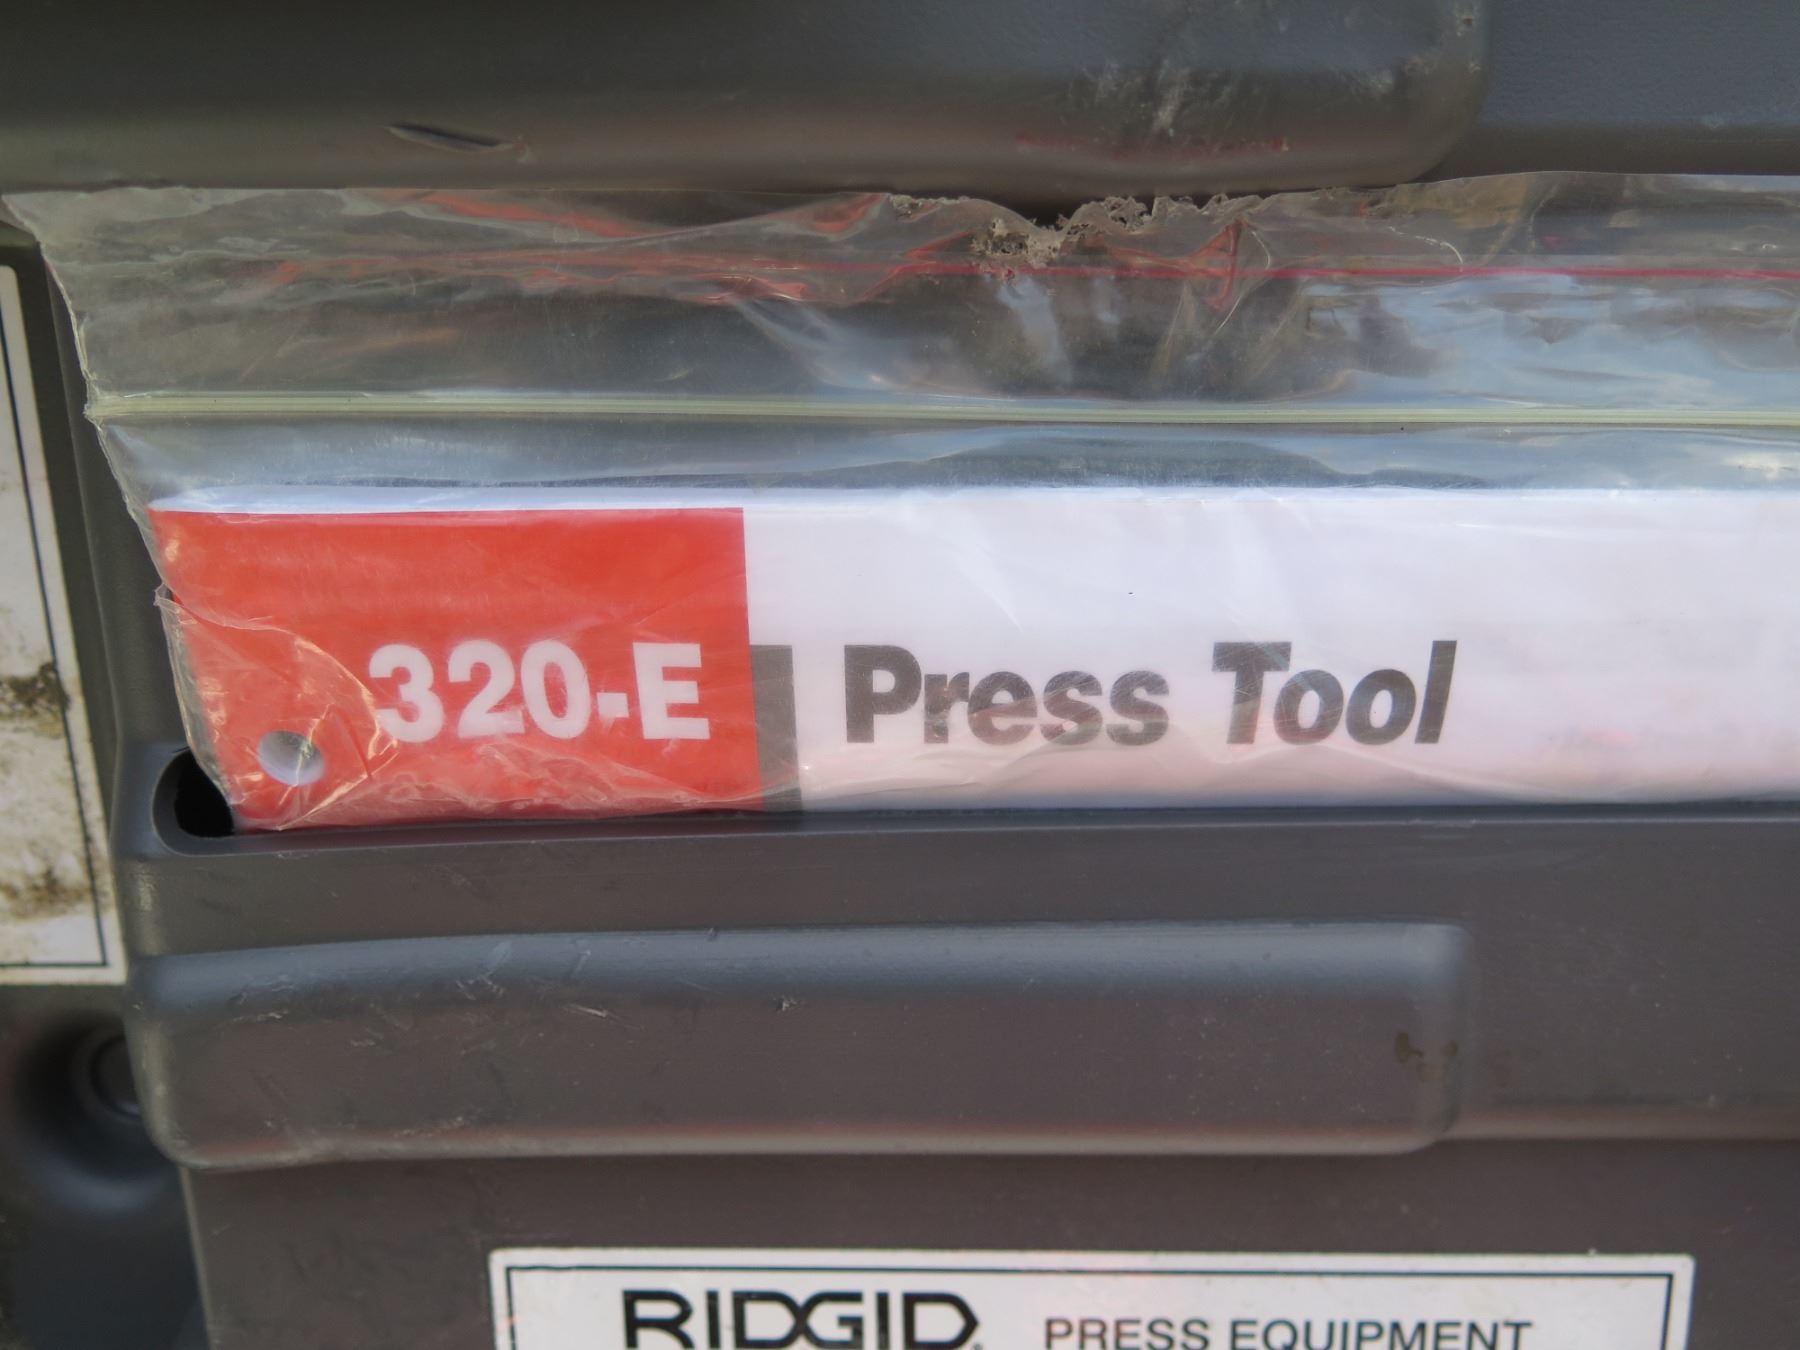 320-E Press Tool
RIDGID. PRESS EQUIPMENT